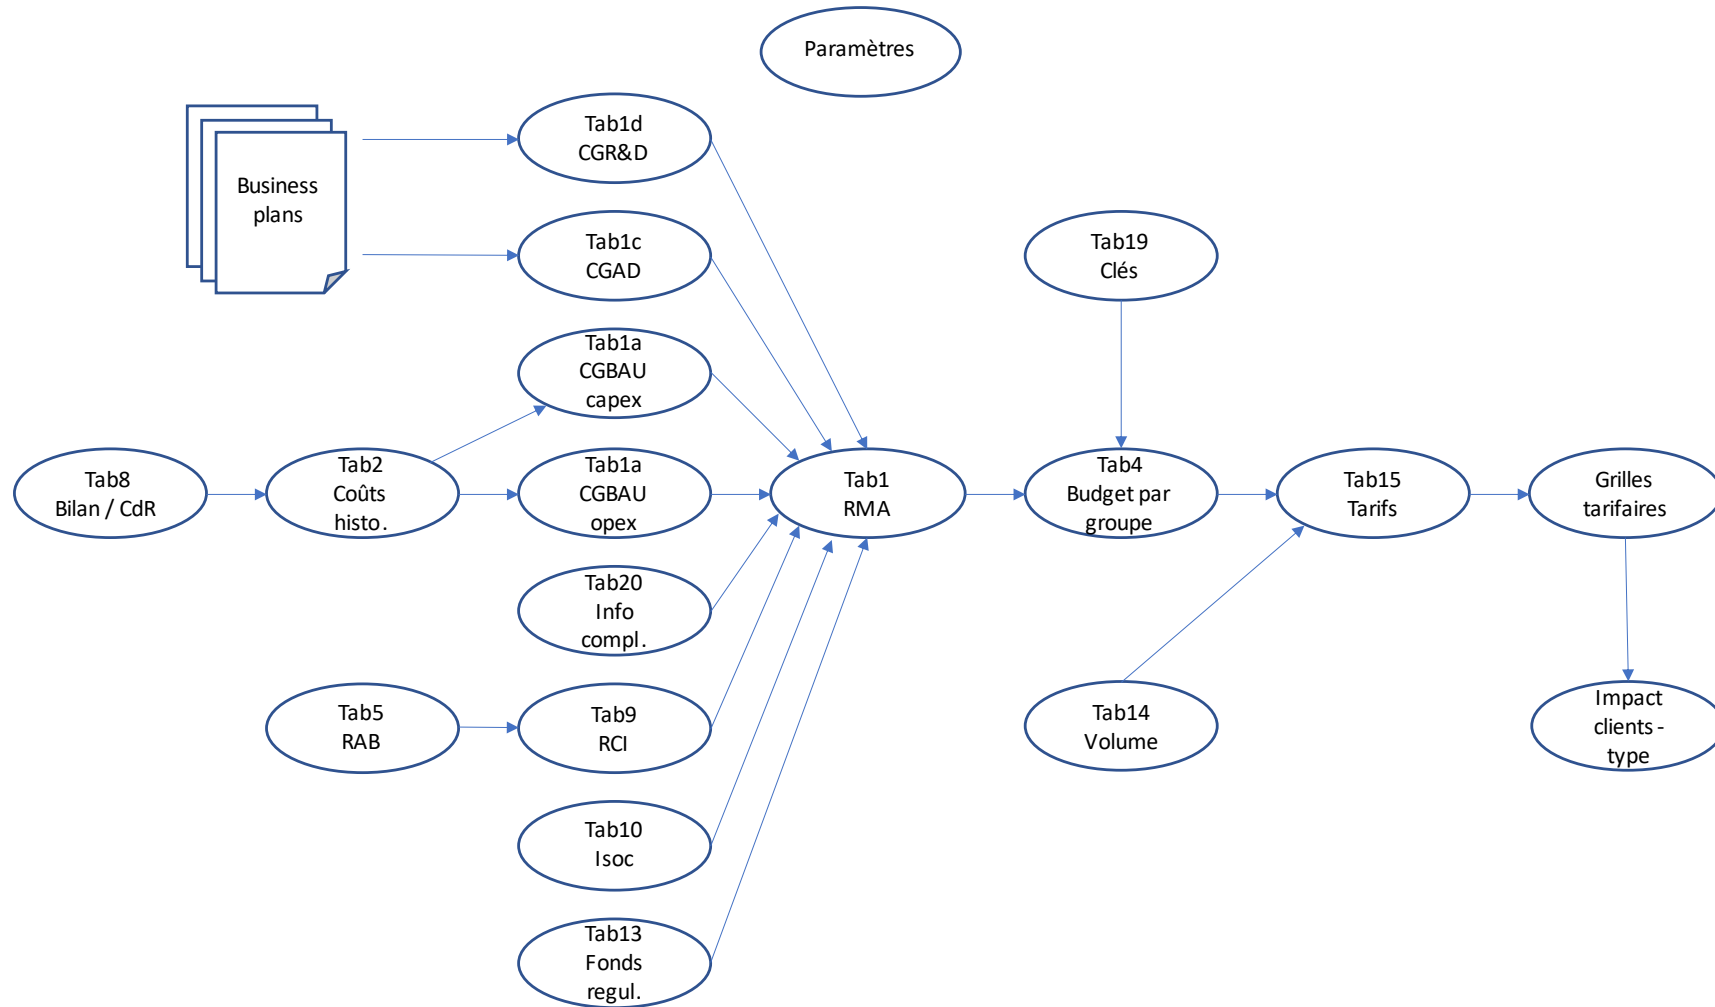 Paramètres
Tab1d
CGR&D
Business
plans
Tab1c
CGAD
Tab19
Clés
Tab1a
CGBAU
capex
Tab8
Bilan / CdR
Tab2
Coûts
histo.
Tab1a
CGBAU
opex
Tab1
RMA
Tab4
Budget par
groupe
Tab15
Tarifs
Grilles
tarifaires
Tab20
Info
compl.
Tab5
RAB
Tab9
RCI
Tab14
Volume
Impact
clients-
type
Tab10
Isoc
Tab13
Fonds
regul.